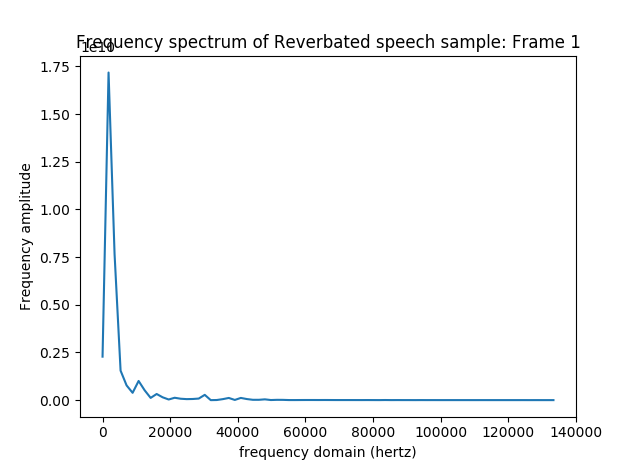 Frequency spectrum of Reverbated speech sample: Frame 1
1e10
1.75
1.50
1.25
1.00
0.75
0.50
0.25
0.00
Frequency amplitude
0 20000 40000 60000 80000 100000 120000 140000
frequency domain (hertz)